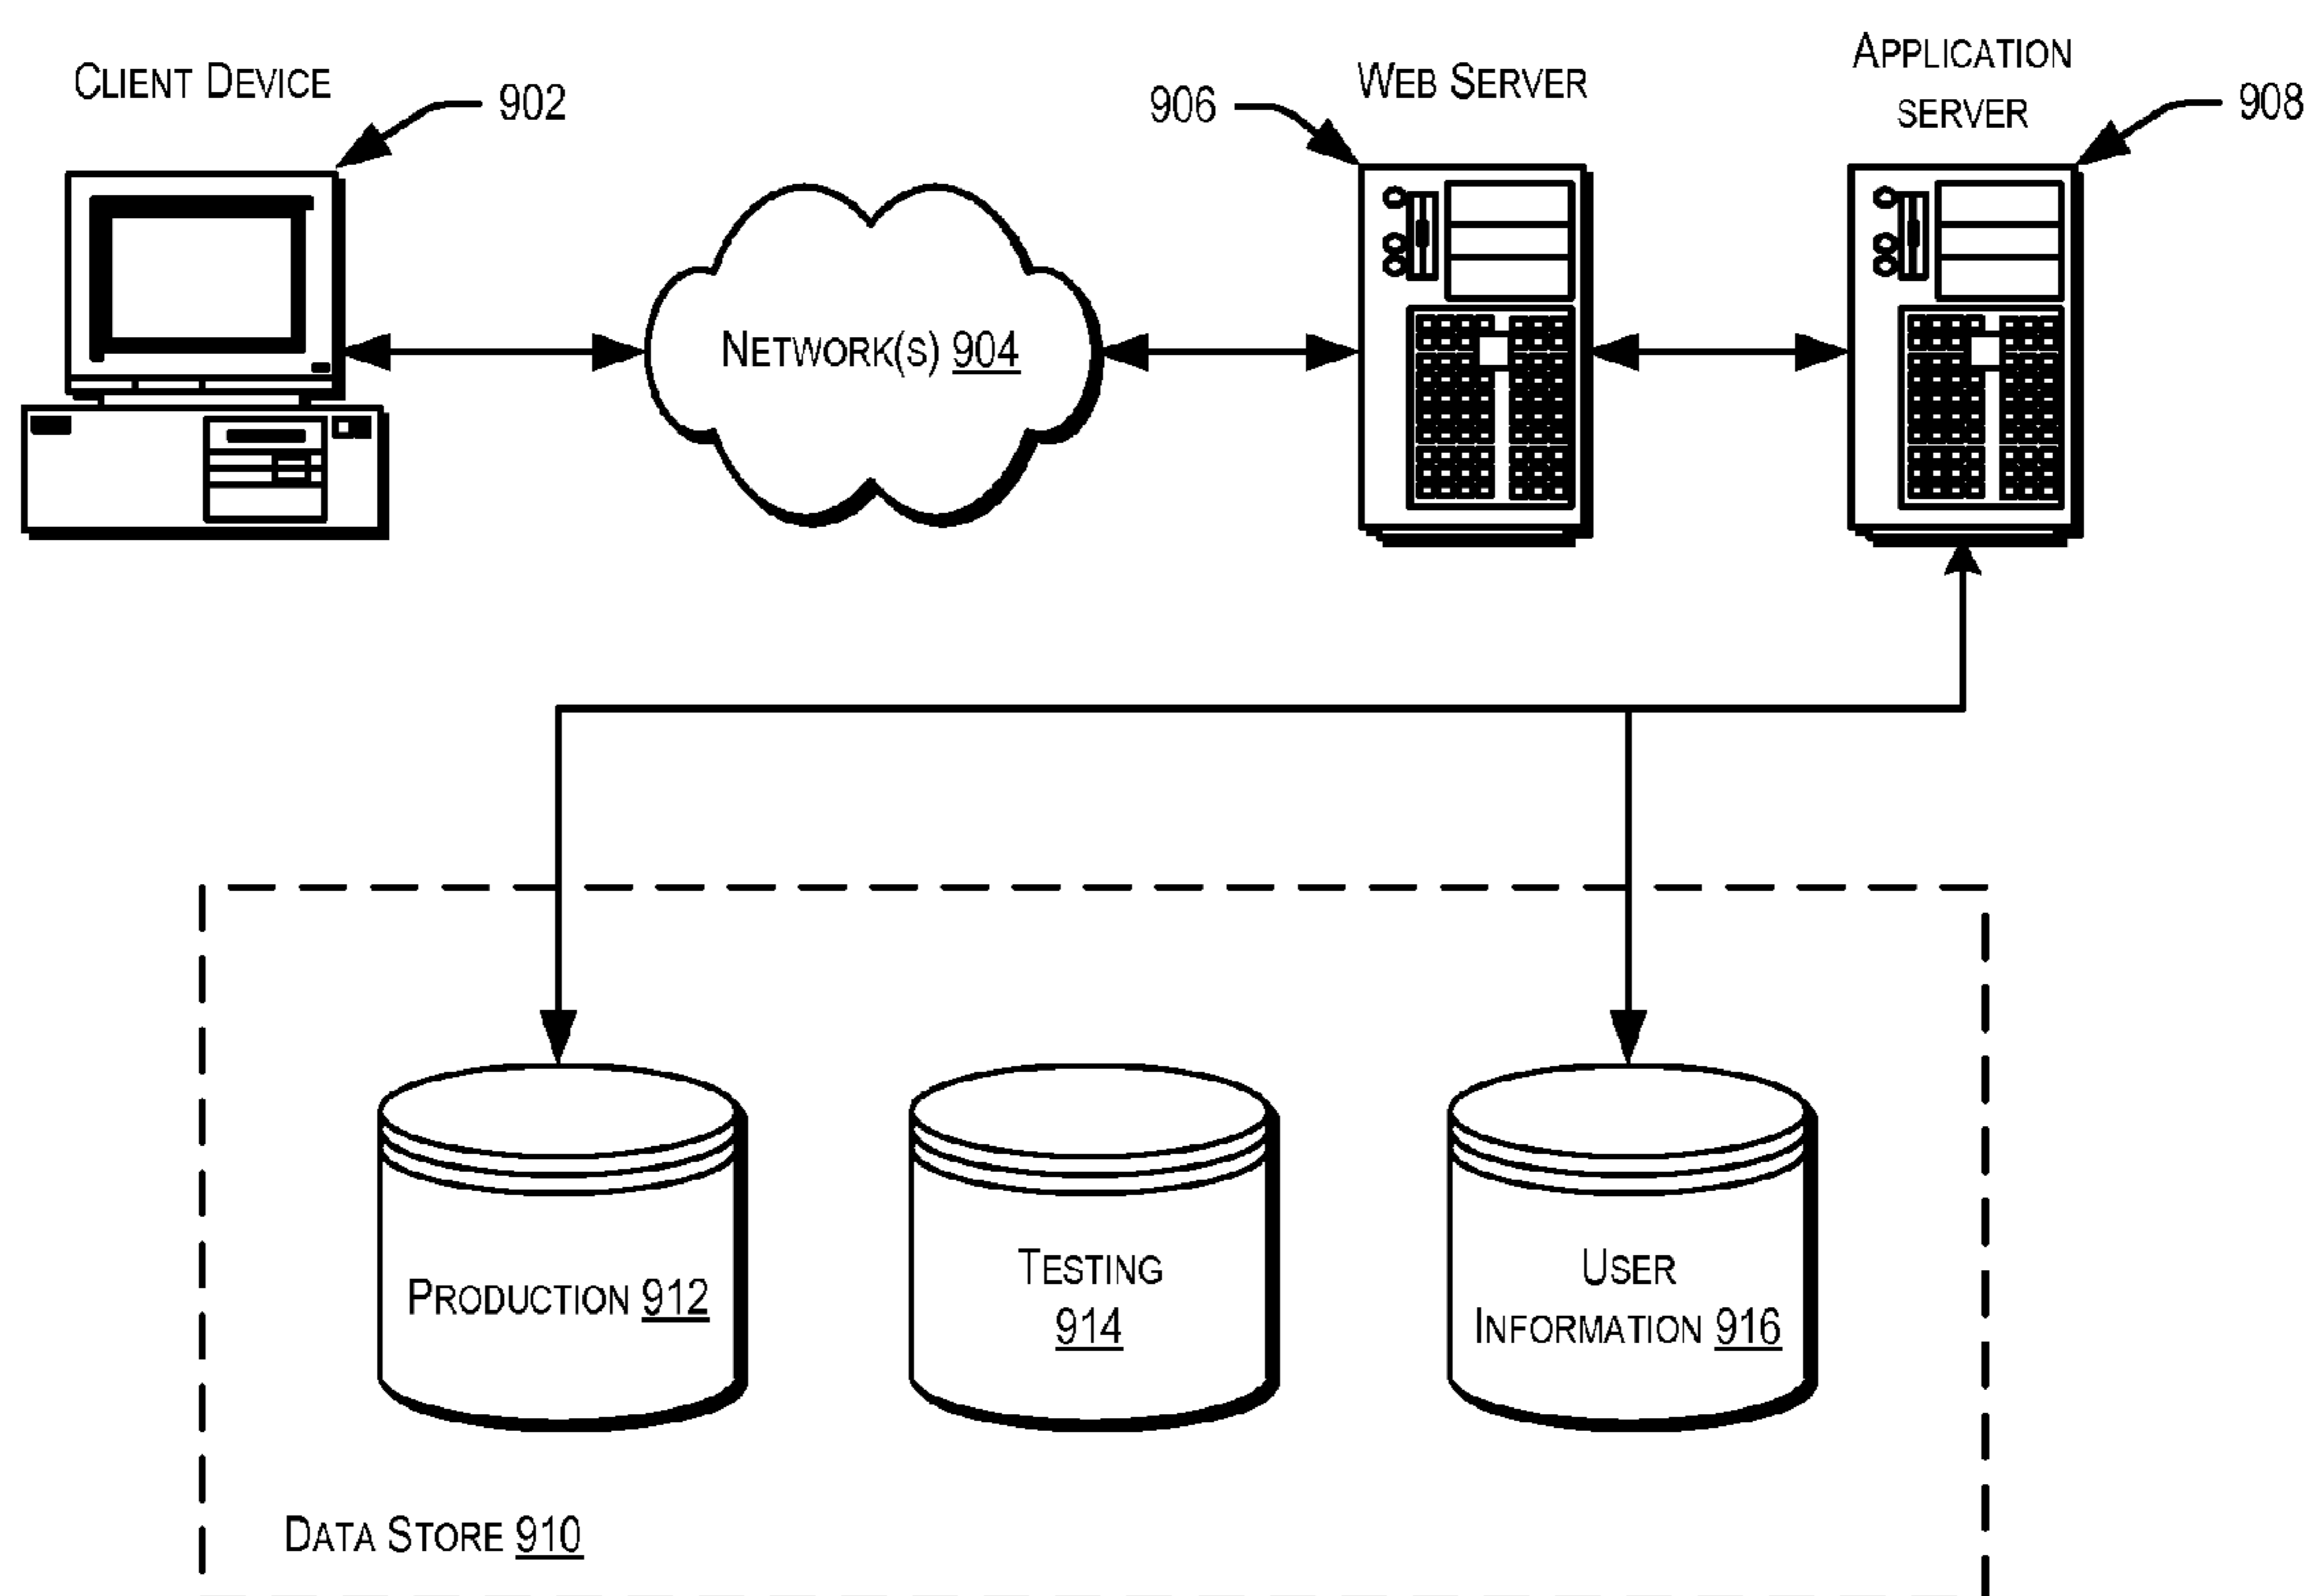 CLIENT DEVICE
902
906
WEB SERVER
APPLICATION
SERVER
908
NETWORK(S) 904
PRODUCTION 912
TESTING
914
USER
INFORMATION 916
DATA STORE 910